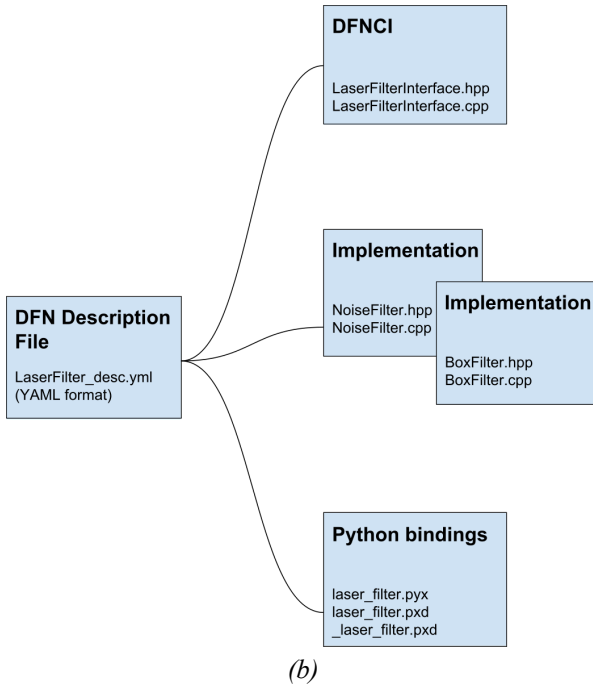 DFNCI
LaserFilterInterface.hpp
LaserFilterInterface.cpp
Implementation
NoiseFilter.hpp
NoiseFilter.cpp
Implementation
BoxFilter.hpp
BoxFilter.cpp
DFN Description
File
LaserFilter_desc.yml
(YAML format)
Python bindings
laser_filter.pyx
laser_filter.pxd
_laser_filter.pxd
(b)